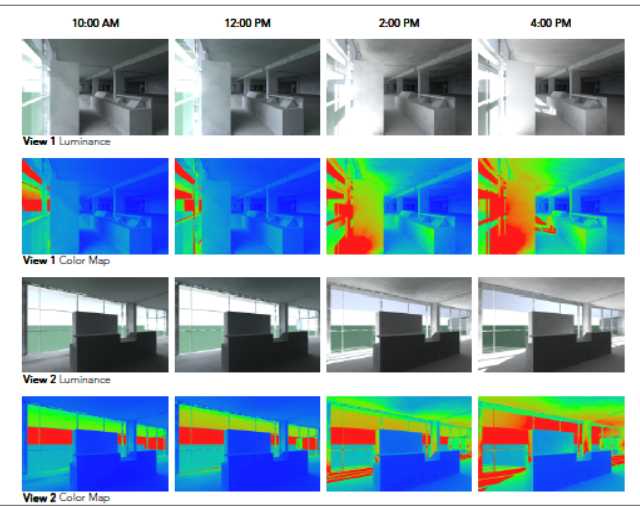 10:00 AM 12:00 PM 2:00 PM 4:00 PM
View 1 Luminance
View 1 Color Map
View 2 Luminance
View 2 Color Map